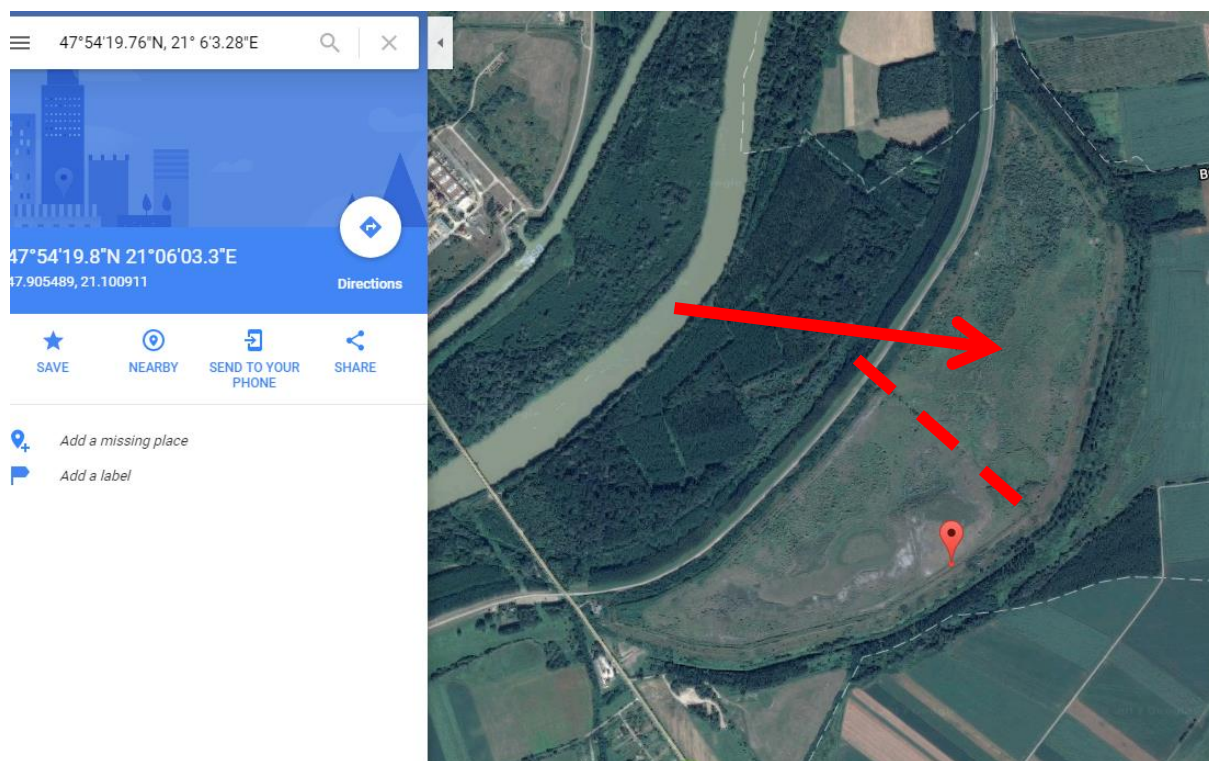 47°54'19.76"N, 21° 6'3.28"E
47°54'19.8"N 21°06'03.3"E
47.905489, 21.100911
Directions
SAVE
NEARBY
SEND TO YOUR
PHONE
SHARE
Add a missing place
Add a label
B